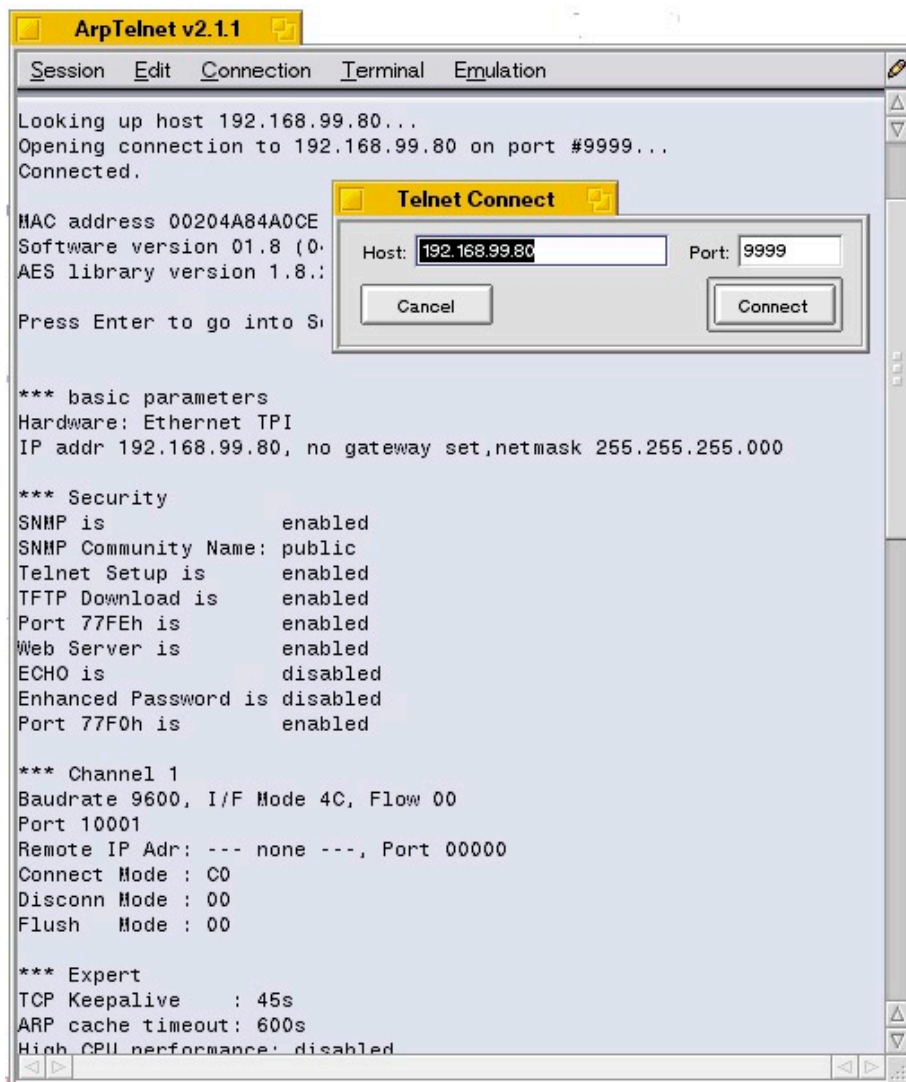 ArpTelnet v2.1.1
Session Edit Connection Terminal Emulation
Looking up host 192.168.99.80...
Opening connection to 192.168.99.80 on port #9999...
Connected.
MAC address 00204A84A0CE
Software version 01.8 (0
AES library version 1.8.
Press Enter to go into S
Telnet Connect
Host: 192.168.99.80 Port: 9999
Cancel Connect
*** basic parameters
Hardware: Ethernet TPI
IP addr 192.168.99.80, no gateway set,netmask 255.255.255.000
*** Security
SNMP is enabled
SNMP Community Name: public
Telnet Setup is enabled
TFTP Download is enabled
Port 77FEh is enabled
Web Server is enabled
ECHO is disabled
Enhanced Password is disabled
Port 77F0h is enabled
*** Channel 1
Baudrate 9600, I/F Mode 4C, Flow 00
Port 10001
Remote IP Adr: --- none ---, Port 00000
Connect Mode : C0
Disconn Mode : 00
Flush Mode : 00
*** Expert
TCP Keepalive : 45s
ARP cache timeout: 600s
High CPU performance: disabled